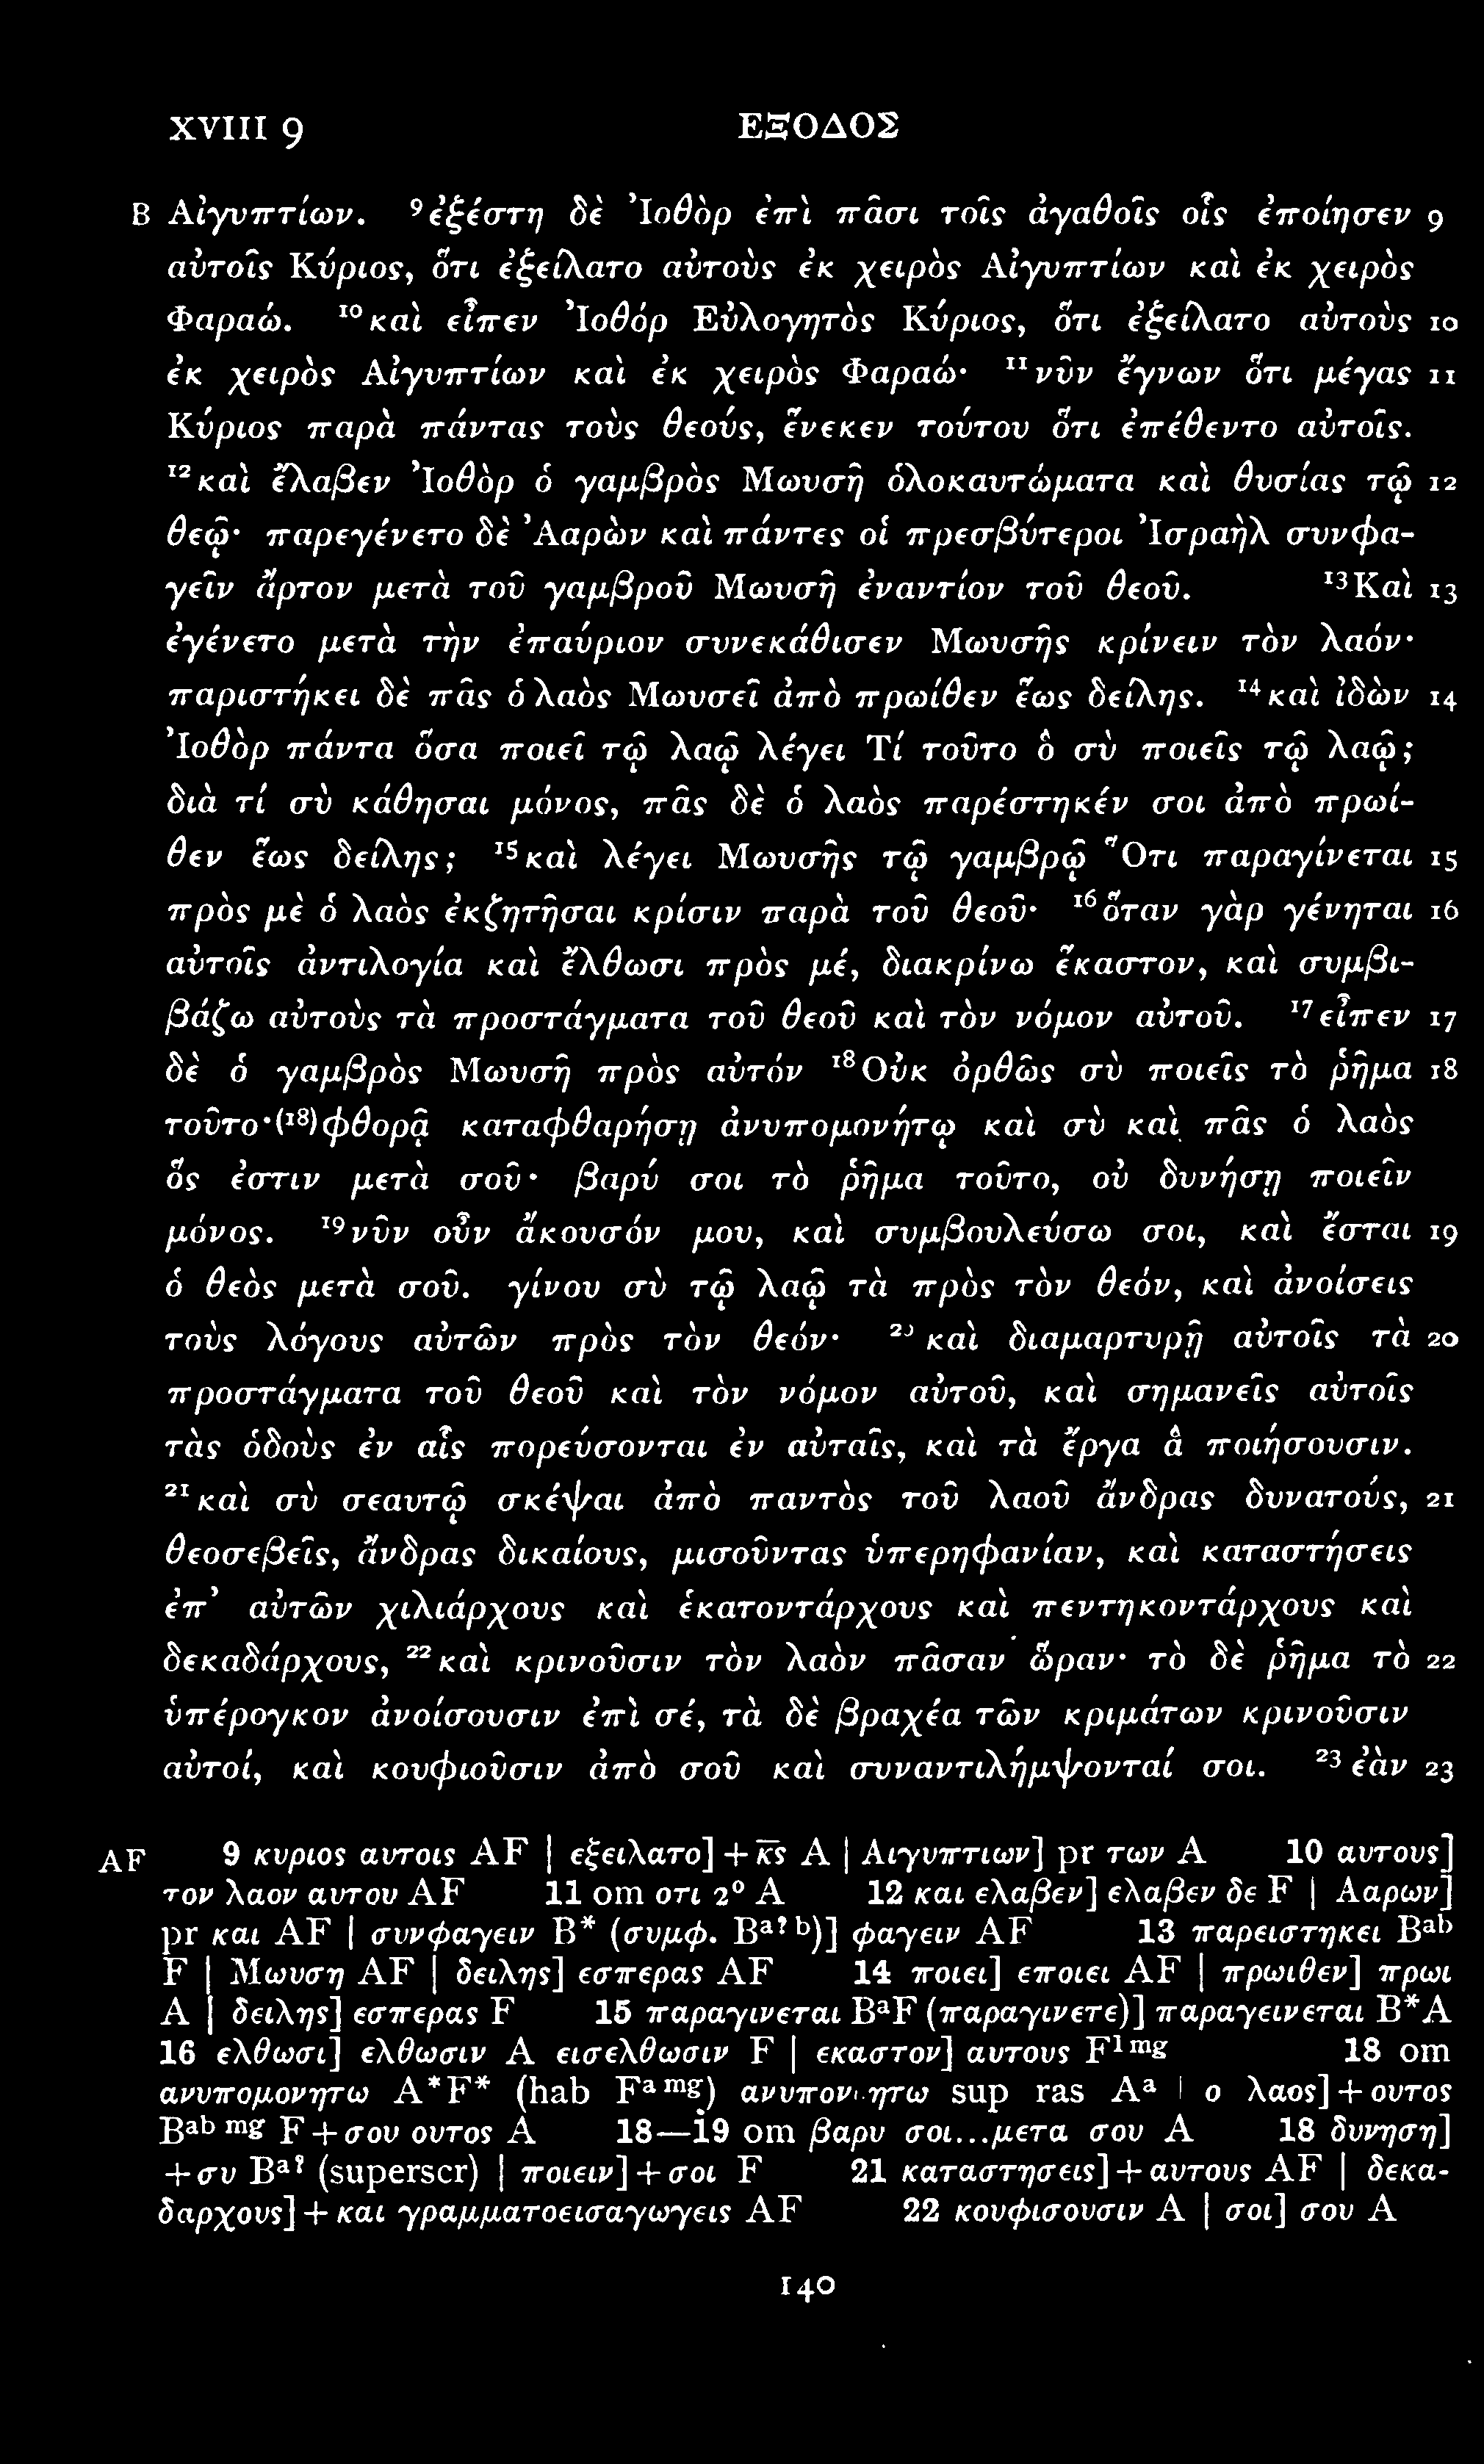 XVIII 9 ΕΞΟΔΟΣ
B Αἰγυπτίων. ⁹ἐξέστη δὲ Ἰοθὸρ ἐπὶ πᾶσι τοῖς ἀγαθοῖς οἷς ἐποίησεν 9
αὐτοῖς Κύριος, ὅτι ἐξείλατο αὐτοὺς ἐκ χειρὸς Αἰγυπτίων καὶ ἐκ χειρὸς
Φαραώ. ¹⁰καὶ εἶπεν Ἰοθόρ Εὐλογητὸς Κύριος, ὅτι ἐξείλατο αὐτοὺς 10
ἐκ χειρὸς Αἰγυπτίων καὶ ἐκ χειρὸς Φαραώ· ¹¹νῦν ἔγνων ὅτι μέγας 11
Κύριος παρὰ πάντας τοὺς θεούς, ἕνεκεν τούτου ὅτι ἐπέθεντο αὐτοῖς.
¹²καὶ ἔλαβεν Ἰοθὸρ ὁ γαμβρὸς Μωυσῆ ὁλοκαυτώματα καὶ θυσίας τῷ 12
θεῷ· παρεγένετο δὲ Ἀαρὼν καὶ πάντες οἱ πρεσβύτεροι Ἰσραὴλ συνφα-
γεῖν ἄρτον μετὰ τοῦ γαμβροῦ Μωυσῆ ἐναντίον τοῦ θεοῦ. ¹³Καὶ 13
ἐγένετο μετὰ τὴν ἐπαύριον συνεκάθισεν Μωυσῆς κρίνειν τὸν λαόν·
παριστήκει δὲ πᾶς ὁ λαὸς Μωυσεῖ ἀπὸ πρωίθεν ἕως δείλης. ¹⁴καὶ ἰδὼν 14
Ἰοθὸρ πάντα ὅσα ποιεῖ τῷ λαῷ λέγει Τί τοῦτο ὃ σὺ ποιεῖς τῷ λαῷ;
διὰ τί σὺ κάθησαι μόνος, πᾶς δὲ ὁ λαὸς παρέστηκέν σοι ἀπὸ πρωί-
θεν ἕως δείλης; ¹⁵καὶ λέγει Μωυσῆς τῷ γαμβρῷ Ὅτι παραγίνεται 15
πρὸς μὲ ὁ λαὸς ἐκζητῆσαι κρίσιν παρὰ τοῦ θεοῦ· ¹⁶ὅταν γὰρ γένηται 16
αὐτοῖς ἀντιλογία καὶ ἔλθωσι πρὸς μέ, διακρίνω ἕκαστον, καὶ συμβι-
βάζω αὐτοὺς τὰ προστάγματα τοῦ θεοῦ καὶ τὸν νόμον αὐτοῦ. ¹⁷εἶπεν 17
δὲ ὁ γαμβρὸς Μωυσῆ πρὸς αὐτόν ¹⁸Οὐκ ὀρθῶς σὺ ποιεῖς τὸ ῥῆμα 18
τοῦτο·(¹⁸)φθορᾷ καταφθαρήσῃ ἀνυπομονήτῳ καὶ σὺ καὶ πᾶς ὁ λαὸς
ὅς ἐστιν μετὰ σοῦ· βαρύ σοι τὸ ῥῆμα τοῦτο, οὐ δυνήσῃ ποιεῖν
μόνος. ¹⁹νῦν οὖν ἄκουσόν μου, καὶ συμβουλεύσω σοι, καὶ ἔσται 19
ὁ θεὸς μετὰ σοῦ. γίνου σὺ τῷ λαῷ τὰ πρὸς τὸν θεόν, καὶ ἀνοίσεις
τοὺς λόγους αὐτῶν πρὸς τὸν θεόν· ²⁰καὶ διαμαρτυρῇ αὐτοῖς τὰ 20
προστάγματα τοῦ θεοῦ καὶ τὸν νόμον αὐτοῦ, καὶ σημανεῖς αὐτοῖς
τὰς ὁδοὺς ἐν αἷς πορεύσονται ἐν αὐταῖς, καὶ τὰ ἔργα ἃ ποιήσουσιν.
²¹καὶ σὺ σεαυτῷ σκέψαι ἀπὸ παντὸς τοῦ λαοῦ ἄνδρας δυνατούς, 21
θεοσεβεῖς, ἄνδρας δικαίους, μισοῦντας ὑπερηφανίαν, καὶ καταστήσεις
ἐπ᾽ αὐτῶν χιλιάρχους καὶ ἑκατοντάρχους καὶ πεντηκοντάρχους καὶ
δεκαδάρχους, ²²καὶ κρινοῦσιν τὸν λαὸν πᾶσαν ὥραν· τὸ δὲ ῥῆμα τὸ 22
ὑπέρογκον ἀνοίσουσιν ἐπὶ σέ, τὰ δὲ βραχέα τῶν κριμάτων κρινοῦσιν
αὐτοί, καὶ κουφιοῦσιν ἀπὸ σοῦ καὶ συναντιλήμψονταί σοι. ²³ἐὰν 23
AF 9 κυριος αυτοις AF | εξειλατο] + κ̅ς̅ A | Αιγυπτιων] pr των A 10 αυτους]
τον λαον αυτου AF 11 om οτι 2⁰ A 12 και ελαβεν] ελαβεν δε F | Ααρων]
pr και AF | συνφαγειν B* (συμφ. Bᵃ?ᵇ)] φαγειν AF 13 παρειστηκει Bᵃᵇ
F | Μωυση AF | δειλης] εσπερας AF 14 ποιει] εποιει AF | πρωιθεν] πρωι
A | δειλης] εσπερας F 15 παραγινεται BᵃF (παραγινετε)] παραγεινεται B*A
16 ελθωσι] ελθωσιν A εισελθωσιν F | εκαστον] αυτους F¹ᵐᵍ 18 om
ανυπομονητω A*F* (hab Fᵃᵐᵍ) ανυπονιητω sup ras Aᵃ | ο λαος] + ουτος
Bᵃᵇᵐᵍ F + σου ουτος A 18—19 om βαρυ σοι...μετα σου A 18 δυνηση]
+ συ Bᵃ? (superscr) | ποιειν] + σοι F 21 καταστησεις] + αυτους AF | δεκα-
δαρχους] + και γραμματοεισαγωγεις AF 22 κουφισουσιν A | σοι] σου A
140